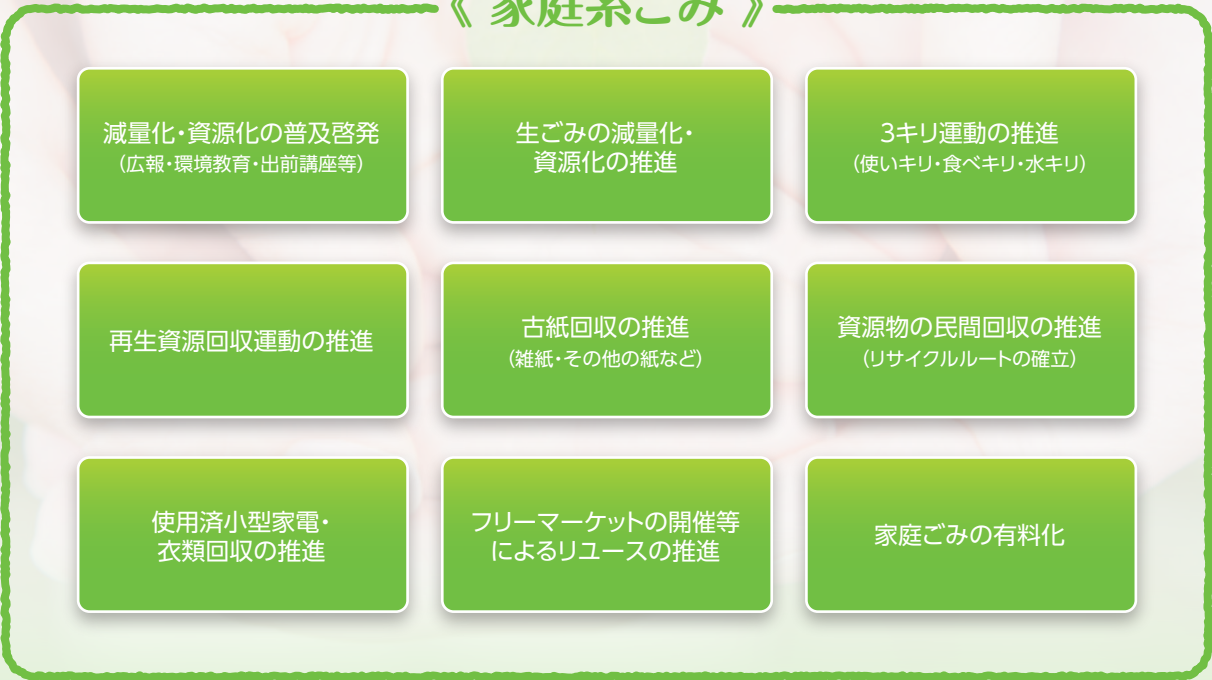 《 家庭系ごみ 》
減量化・資源化の普及啓発
（広報・環境教育・出前講座等）
生ごみの減量化・
資源化の推進
3キリ運動の推進
（使いキリ・食べキリ・水キリ）
再生資源回収運動の推進
古紙回収の推進
（雑紙・その他の紙など）
資源物の民間回収の推進
（リサイクルルートの確立）
使用済小型家電・
衣類回収の推進
フリーマーケットの開催等
によるリユースの推進
家庭ごみの有料化